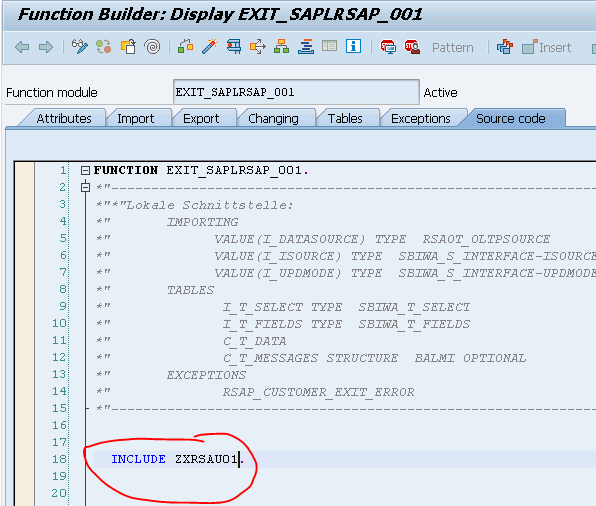 Function Builder: Display EXIT_SAPLRSAP_001
Pattern Insert
Function module EXIT_SAPLRSAP_001 Active
Attributes Import Export Changing Tables Exceptions Source code
1 FUNCTION EXIT_SAPLRSAP_001.
2 *"----------------------------------------------------------------------
3 *"*"Lokale Schnittstelle:
4 *" IMPORTING
5 *" VALUE(I_DATASOURCE) TYPE RSAOT_OLTPSOURCE
6 *" VALUE(I_ISOURCE) TYPE SBIWA_S_INTERFACE-ISOURCE
7 *" VALUE(I_UPDMODE) TYPE SBIWA_S_INTERFACE-UPDMODE
8 *" TABLES
9 *" I_T_SELECT TYPE SBIWA_T_SELECT
10 *" I_T_FIELDS TYPE SBIWA_T_FIELDS
11 *" C_T_DATA
12 *" C_T_MESSAGES STRUCTURE BALMI OPTIONAL
13 *" EXCEPTIONS
14 *" RSAP_CUSTOMER_EXIT_ERROR
15 *"----------------------------------------------------------------------
16
17
18 INCLUDE ZXRSAU01.
19
20